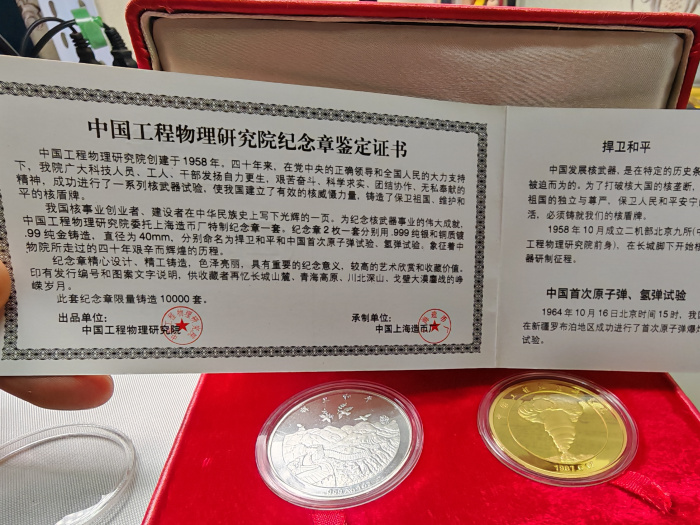 中国工程物理研究院纪念章鉴定证书
中国工程物理研究院创建于1958年，四十年来，在党中央的正确领导和全国人民的大力支持
下，我院广大科技人员、工人、干部发扬自力更生、艰苦奋斗、科学求实、团结协作、无私奉献的
精神，成功进行了一系列核武器试验，使我国建立了有效的核威慑力量，铸造了保卫祖国、维护和
平的核盾牌。
我国核事业创业者、建设者在中华民族史上写下光辉的一页，为纪念核武器事业的伟大成就，
中国工程物理研究院委托上海造币厂特制纪念章一套。纪念章2枚一套分别用.999纯银和铜质镀
.99纯金铸造，直径为40mm，分别命名为捍卫和平和中国首次原子弹试验、氢弹试验。象征着中
物院所走过的四十年艰辛而辉煌的历程。
纪念章精心设计、精工铸造，色泽亮丽，具有重要的纪念意义，较高的艺术欣赏和收藏价值，
印有发行编号和图案文字说明，供收藏者再忆长城山麓、青海高原、川北深山、戈壁大漠鏖战的峥
嵘岁月。
此套纪念章限量铸造10000套。
出品单位：
中国工程物理研究院
承制单位：
中国上海造币厂
捍卫和平
中国发展核武器，是在特定的历史条
被迫而为的。为了打破核大国的核垄断，
祖国的独立与尊严，保卫人民和平安宁
活，必须铸就我们的核盾牌。
1958年10月成立二机部北京九所(中
工程物理研究院前身)，在长城脚下开始核
器研制征程。
中国首次原子弹、氢弹试验
1964年10月16日北京时间15时，我
在新疆罗布泊地区成功进行了首次原子弹爆
试验。